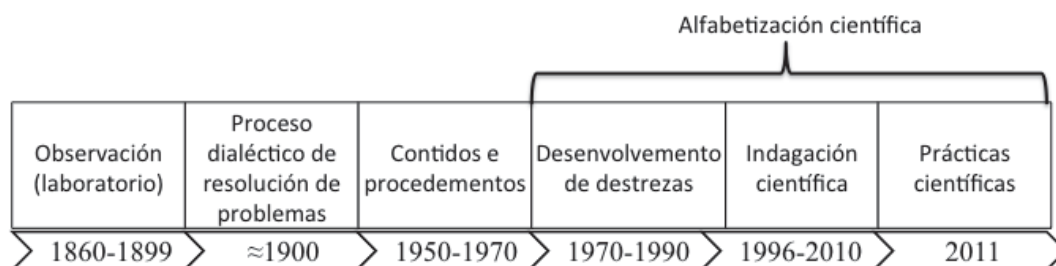 Alfabetización científica
Observación
(laboratorio)
Proceso
dialéctico de
resolución de
problemas
Contidos e
procedementos
Desenvolvemento
de destrezas
Indagación
científica
Prácticas
científicas
1860-1899
≈1900
1950-1970
1970-1990
1996-2010
2011